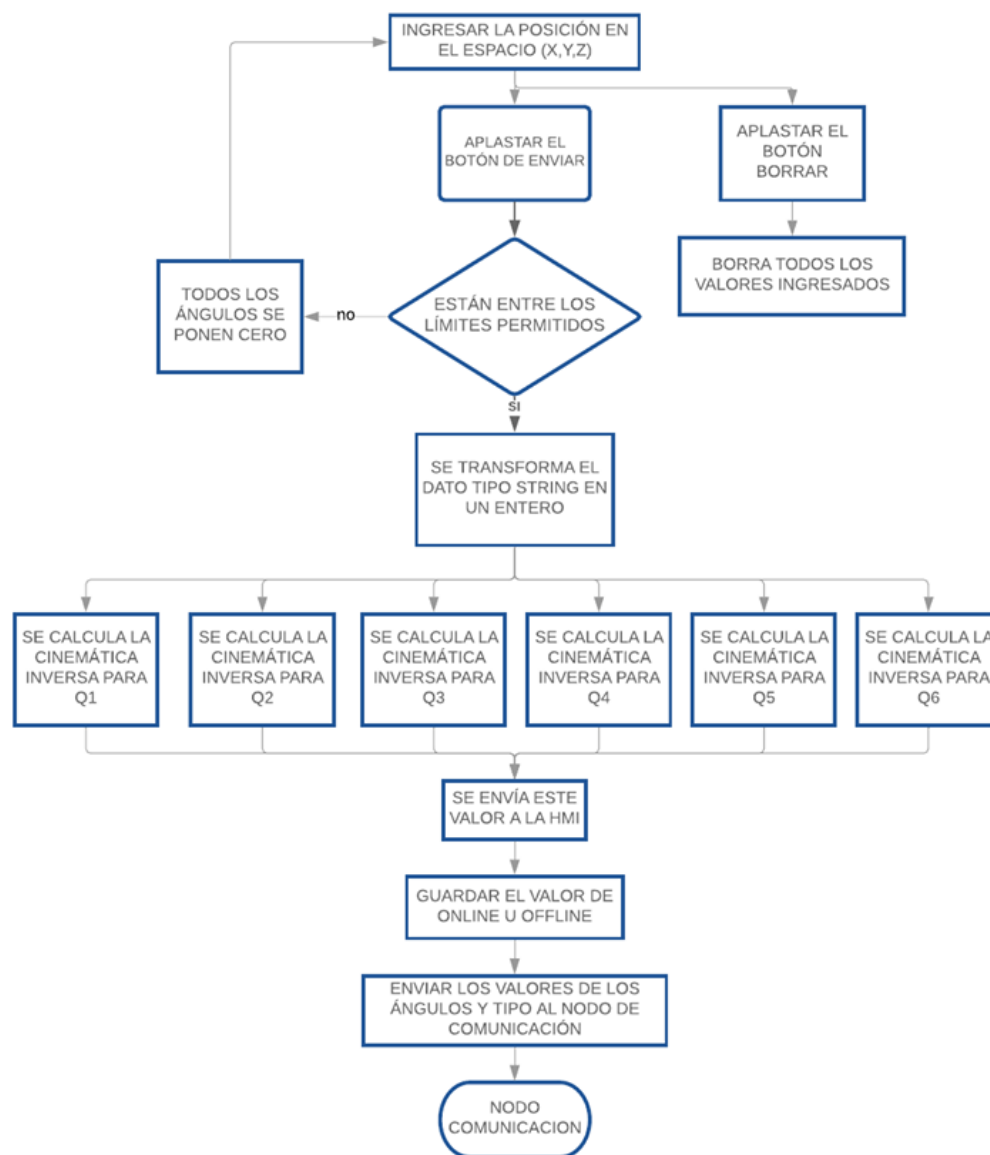 INGRESAR LA POSICIÓN EN
EL ESPACIO (X,Y,Z)
APLASTAR EL
BOTÓN DE ENVIAR
APLASTAR EL
BOTÓN
BORRAR
BORRA TODOS LOS
VALORES INGRESADOS
ESTÁN ENTRE LOS
LÍMITES PERMITIDOS
no
TODOS LOS
ÁNGULOS SE
PONEN CERO
SI
SE TRANSFORMA EL
DATO TIPO STRING EN
UN ENTERO
SE CALCULA LA
CINEMÁTICA
INVERSA PARA
Q1
SE CALCULA LA
CINEMÁTICA
INVERSA PARA
Q2
SE CALCULA LA
CINEMÁTICA
INVERSA PARA
Q3
SE CALCULA LA
CINEMÁTICA
INVERSA PARA
Q4
SE CALCULA LA
CINEMÁTICA
INVERSA PARA
Q5
SE CALCULA LA
CINEMÁTICA
INVERSA PARA
Q6
SE ENVÍA ESTE
VALOR A LA HMI
GUARDAR EL VALOR DE
ONLINE U OFFLINE
ENVIAR LOS VALORES DE LOS
ÁNGULOS Y TIPO AL NODO DE
COMUNICACIÓN
NODO
COMUNICACION